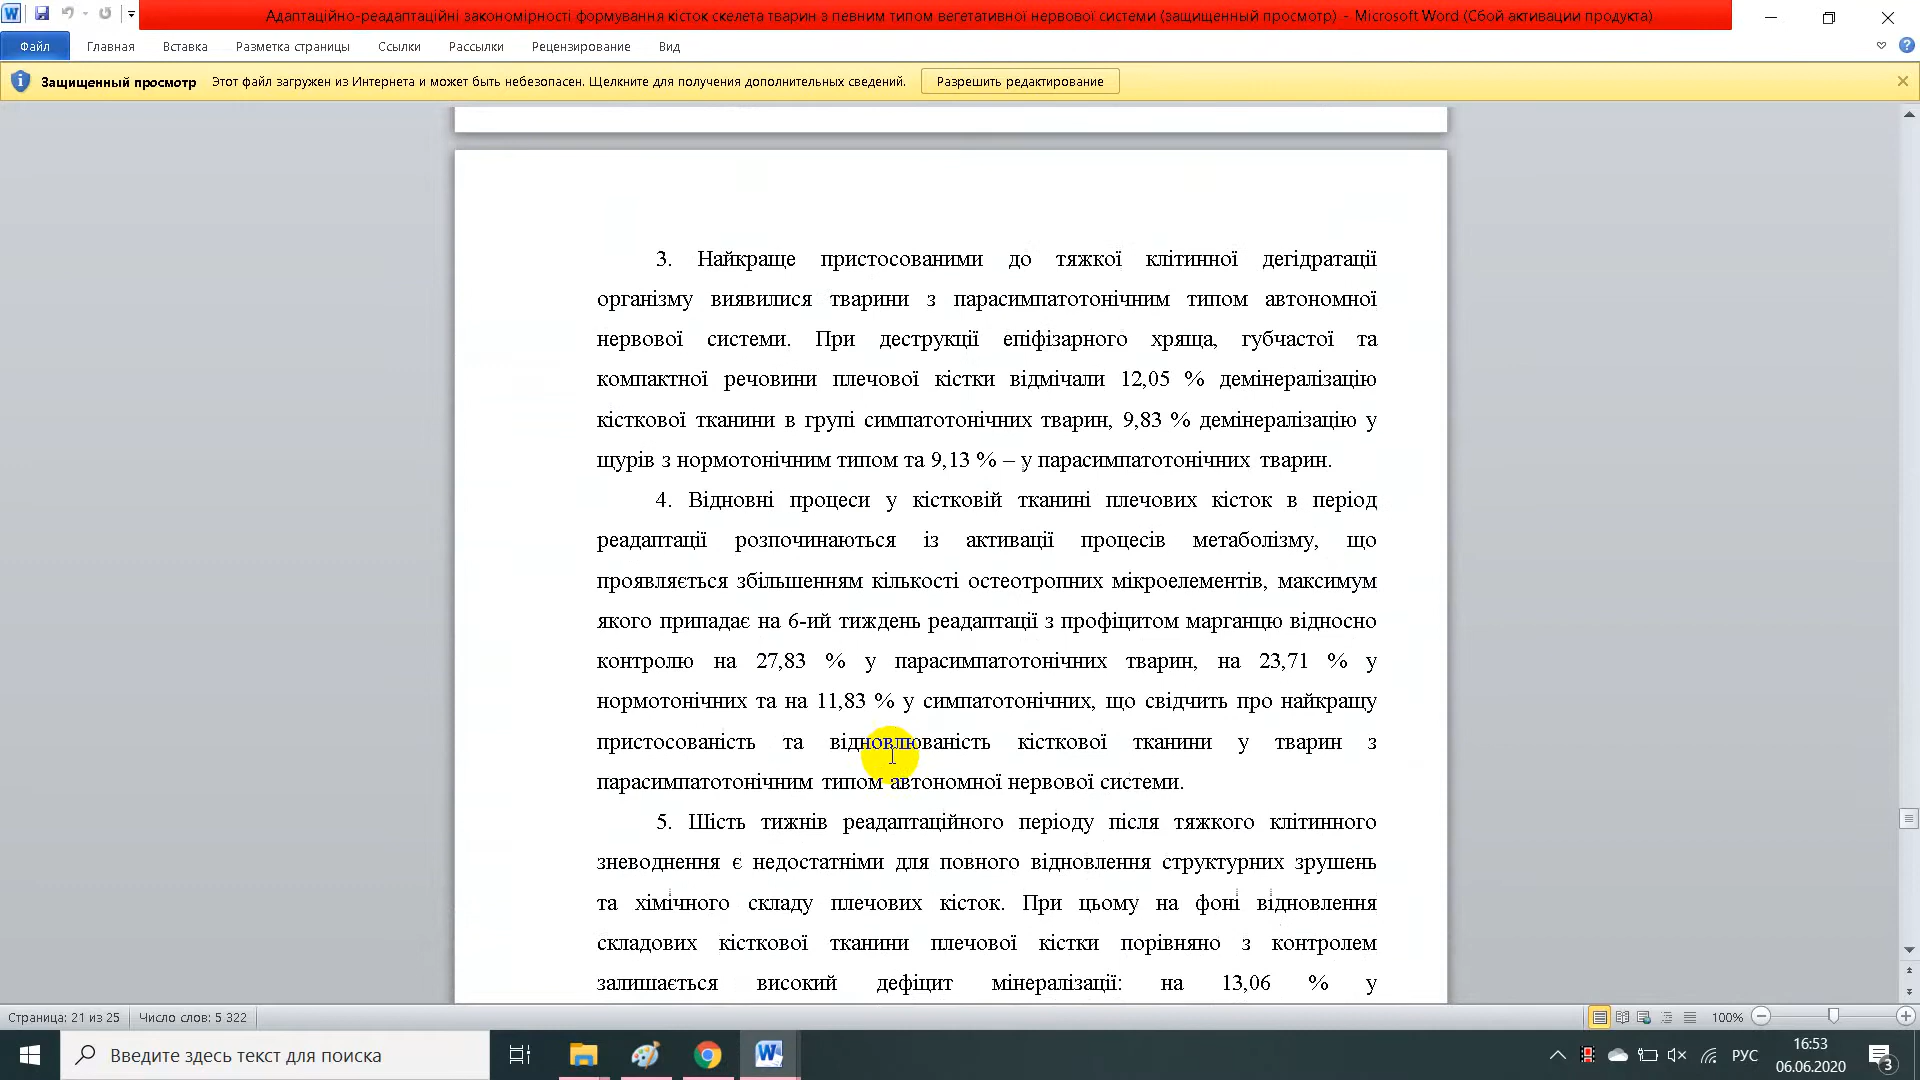 Адаптаційно-реадаптаційні закономірності формування кісток скелета тварин з певним типом вегетативної нервової системи (защищенный просмотр) - Microsoft Word (Сбой активации продукта)
Файл Главная Вставка Разметка страницы Ссылки Рассылки Рецензирование Вид
Защищенный просмотр Этот файл загружен из Интернета и может быть небезопасен. Щелкните для получения дополнительных сведений. Разрешить редактирование
3. Найкраще пристосованими до тяжкої клітинної дегідратації
організму виявилися тварини з парасимпатотонічним типом автономної
нервової системи. При деструкції епіфізарного хряща, губчастої та
компактної речовини плечової кістки відмічали 12,05 % демінералізацію
кісткової тканини в групі симпатотонічних тварин, 9,83 % демінералізацію у
щурів з нормотонічним типом та 9,13 % – у парасимпатотонічних тварин.
4. Відновні процеси у кістковій тканині плечових кісток в період
реадаптації розпочинаються із активації процесів метаболізму, що
проявляється збільшенням кількості остеотропних мікроелементів, максимум
якого припадає на 6-ий тиждень реадаптації з профіцитом марганцю відносно
контролю на 27,83 % у парасимпатотонічних тварин, на 23,71 % у
нормотонічних та на 11,83 % у симпатотонічних, що свідчить про найкращу
пристосованість та відновлюваність кісткової тканини у тварин з
парасимпатотонічним типом автономної нервової системи.
5. Шість тижнів реадаптаційного періоду після тяжкого клітинного
зневоднення є недостатніми для повного відновлення структурних зрушень
та хімічного складу плечових кісток. При цьому на фоні відновлення
складових кісткової тканини плечової кістки порівняно з контролем
залишається високий дефіцит мінералізації: на 13,06 % у
Страница: 21 из 25 Число слов: 5 322 100%
Введите здесь текст для поиска РУС 16:53
06.06.2020 3